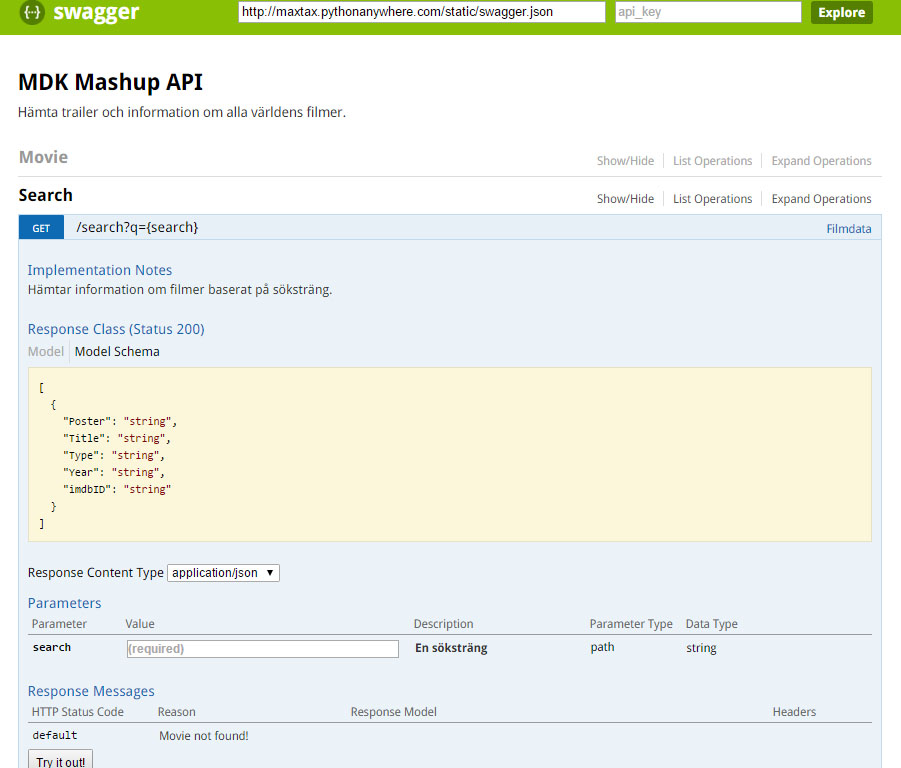 {··} swagger http://maxtax.pythonanywhere.com/static/swagger.json api_key Explore
MDK Mashup API
Hämta trailer och information om alla världens filmer.
Movie Show/Hide List Operations Expand Operations
Search Show/Hide List Operations Expand Operations
GET /search?q={search} Filmdata
Implementation Notes
Hämtar information om filmer baserat på söksträng.
Response Class (Status 200)
Model Model Schema
[
{
"Poster": "string",
"Title": "string",
"Type": "string",
"Year": "string",
"imdbID": "string"
}
]
Response Content Type application/json
Parameters
Parameter Value Description Parameter Type Data Type
search (required) En söksträng path string
Response Messages
HTTP Status Code Reason Response Model Headers
default Movie not found!
Try it out!